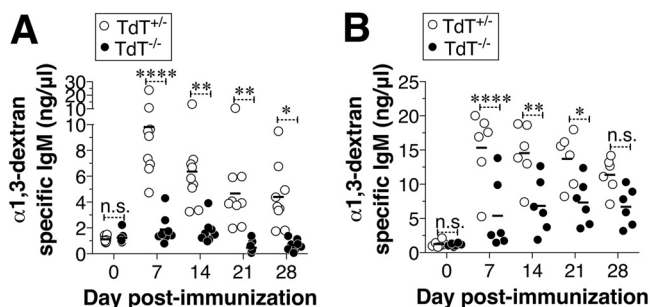 A
TdT+/-
TdT-/-
α1,3-dextran
specific IgM (ng/µl)
30
20
10
10
8
6
4
2
0
n.s.
****
**
**
*
0 7 14 21 28
Day post-immunization
B
TdT+/-
TdT-/-
α1,3-dextran
specific IgM (ng/µl)
25
20
15
10
5
0
n.s.
****
**
*
n.s.
0 7 14 21 28
Day post-immunization